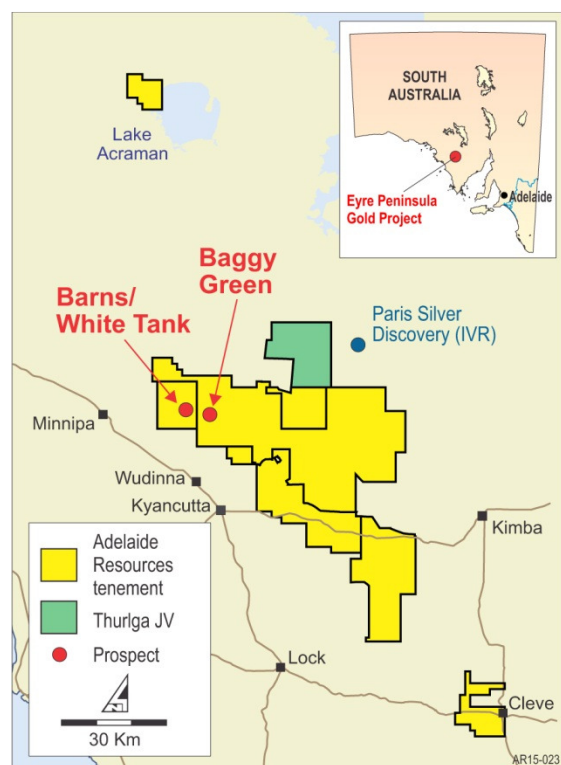 SOUTH
AUSTRALIA
Adelaide
Eyre Peninsula
Gold Project
Lake
Acraman
Baggy
Green
Barns/
White Tank
Paris Silver
Discovery (IVR)
Minnipa
Wudinna
Kyancutta
Kimba
Lock
Cleve
Adelaide
Resources
tenement
Thurlga JV
Prospect
30 Km
AR15-023